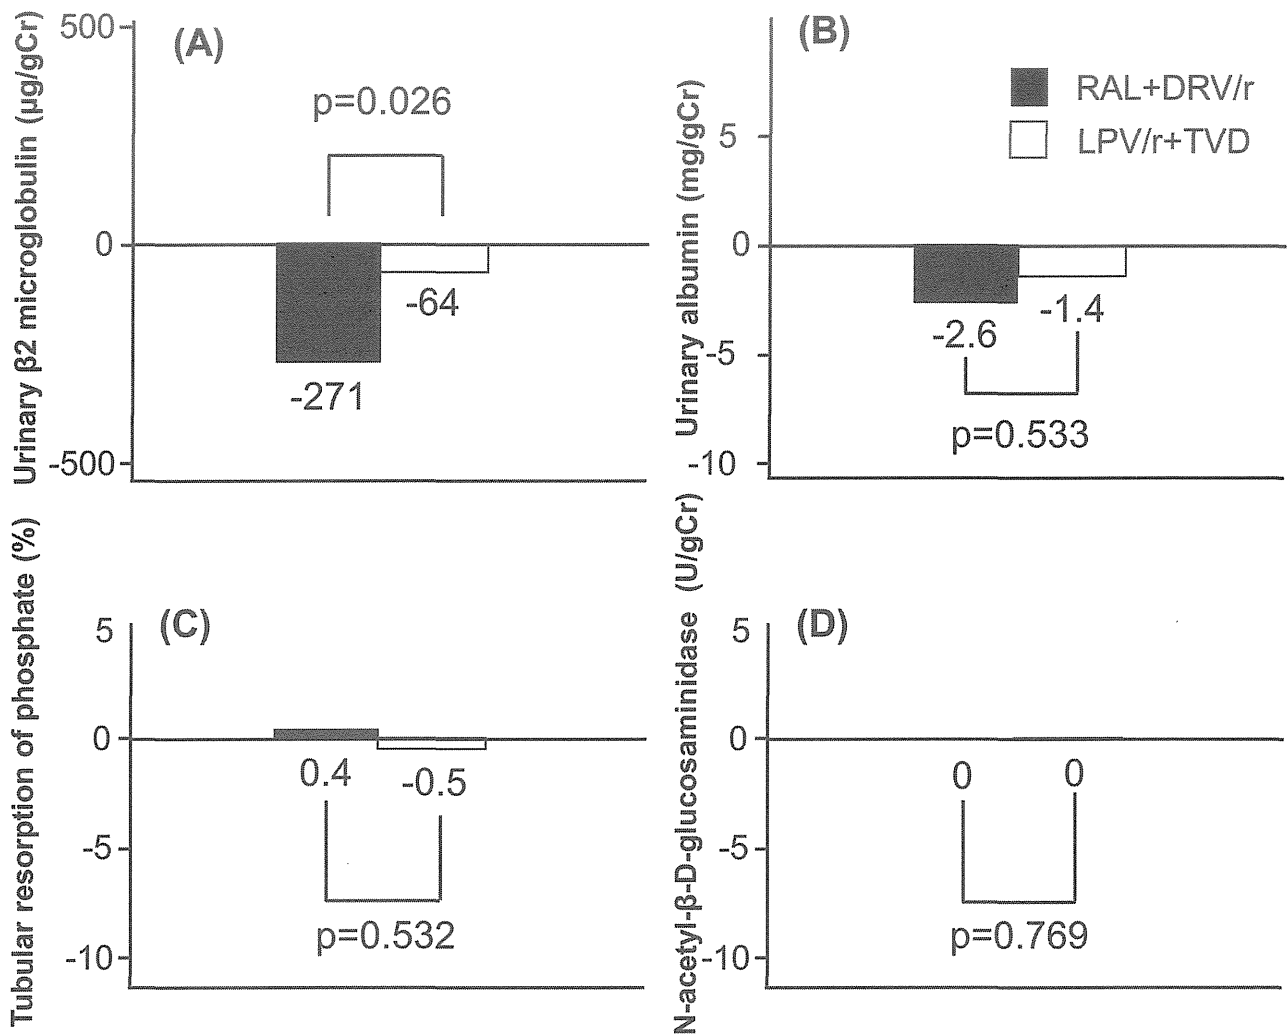 Urinary β2 microglobulin (µg/gCr)
500
0
-500
(A)
p=0.026
-64
-271
Urinary albumin (mg/gCr)
5
0
-5
-10
(B)
RAL+DRV/r
LPV/r+TVD
-2.6
-1.4
p=0.533
Tubular resorption of phosphate (%)
5
0
-5
-10
(C)
0.4
-0.5
p=0.532
N-acetyl-β-D-glucosaminidase (U/gCr)
5
0
-5
-10
(D)
0
0
p=0.769